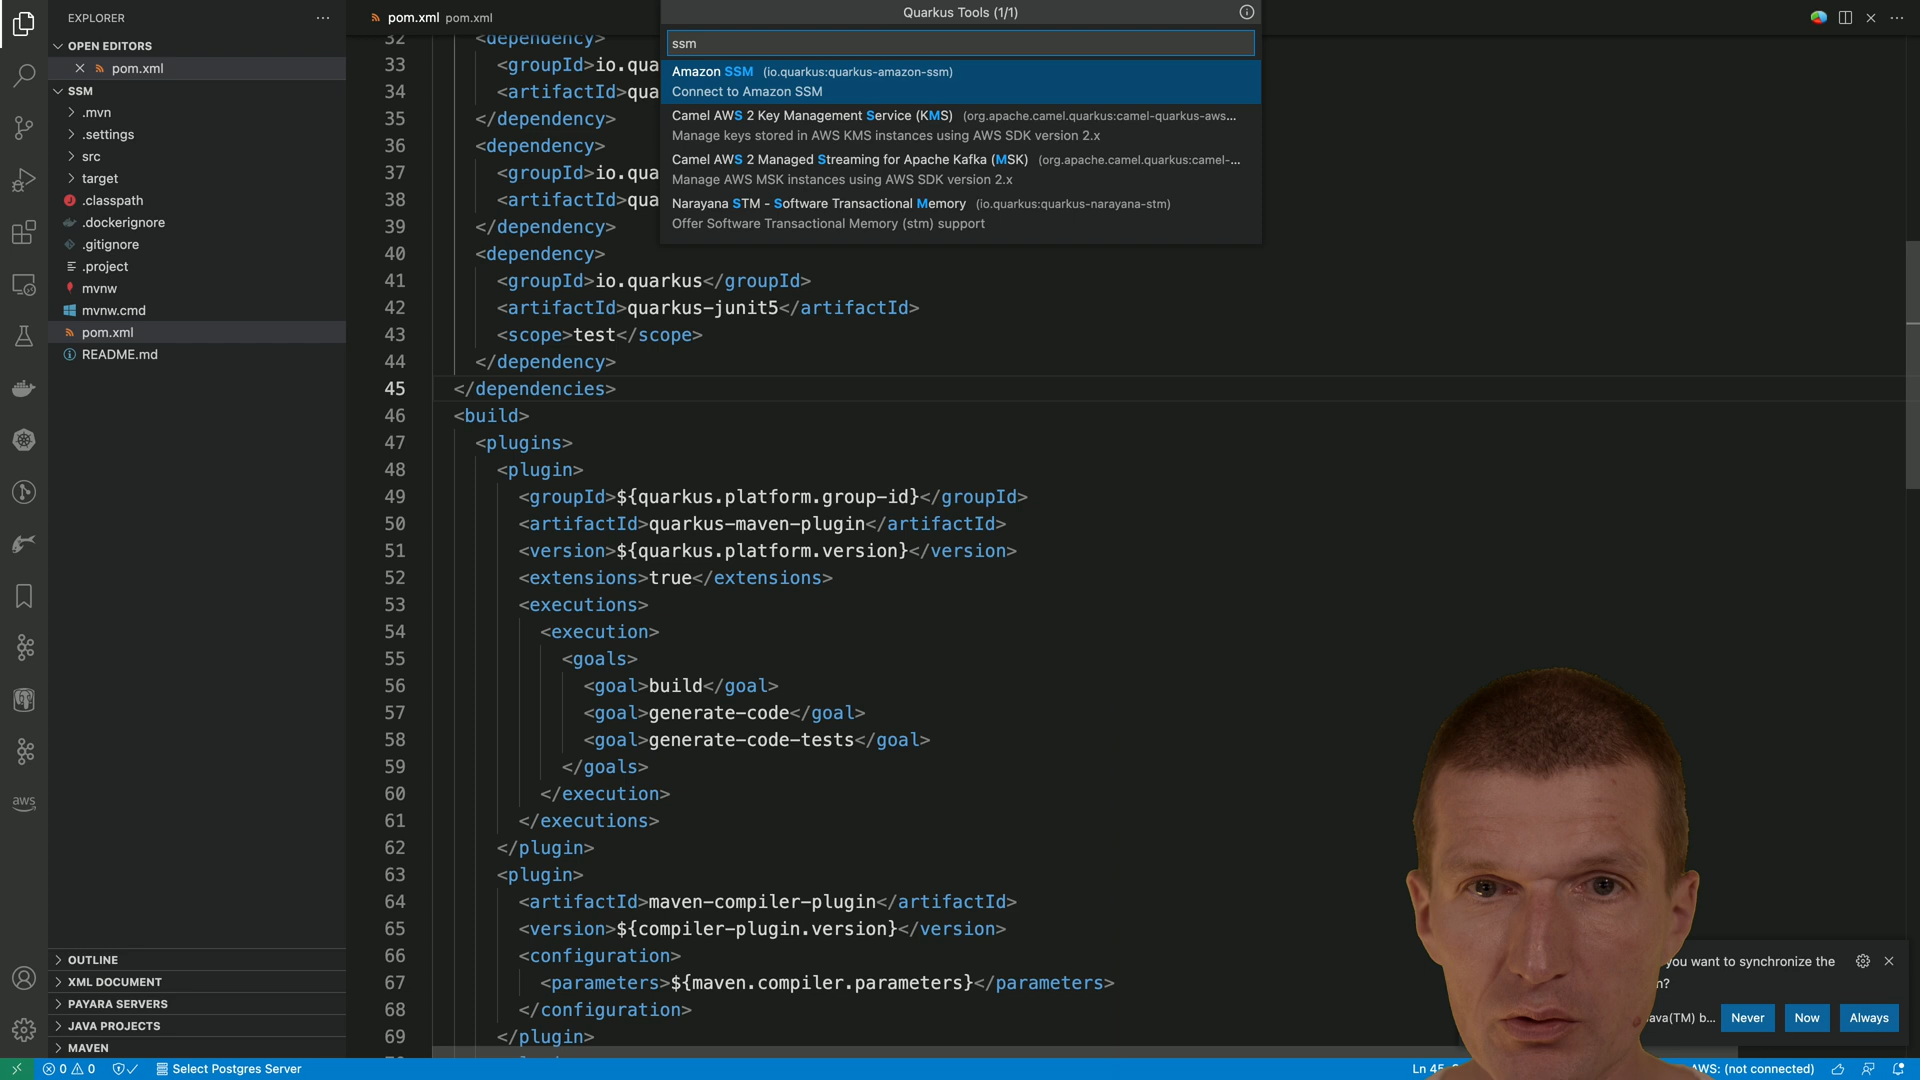 EXPLORER
OPEN EDITORS
pom.xml
SSM
.mvn
.settings
src
target
.classpath
.dockerignore
.gitignore
.project
mvnw
mvnw.cmd
pom.xml
README.md
OUTLINE
XML DOCUMENT
PAYARA SERVERS
JAVA PROJECTS
MAVEN
aws
pom.xml pom.xml
Quarkus Tools (1/1)
ssm
Amazon SSM (io.quarkus:quarkus-amazon-ssm)
Connect to Amazon SSM
Camel AWS 2 Key Management Service (KMS) (org.apache.camel.quarkus:camel-quarkus-aws...
Manage keys stored in AWS KMS instances using AWS SDK version 2.x
Camel AWS 2 Managed Streaming for Apache Kafka (MSK) (org.apache.camel.quarkus:camel-...
Manage AWS MSK instances using AWS SDK version 2.x
Narayana STM - Software Transactional Memory (io.quarkus:quarkus-narayana-stm)
Offer Software Transactional Memory (stm) support
32 <dependency>
33 <groupId>io.qua
34 <artifactId>qua
35 </dependency>
36 <dependency>
37 <groupId>io.qua
38 <artifactId>qua
39 </dependency>
40 <dependency>
41 <groupId>io.quarkus</groupId>
42 <artifactId>quarkus-junit5</artifactId>
43 <scope>test</scope>
44 </dependency>
45 </dependencies>
46 <build>
47 <plugins>
48 <plugin>
49 <groupId>${quarkus.platform.group-id}</groupId>
50 <artifactId>quarkus-maven-plugin</artifactId>
51 <version>${quarkus.platform.version}</version>
52 <extensions>true</extensions>
53 <executions>
54 <execution>
55 <goals>
56 <goal>build</goal>
57 <goal>generate-code</goal>
58 <goal>generate-code-tests</goal>
59 </goals>
60 </execution>
61 </executions>
62 </plugin>
63 <plugin>
64 <artifactId>maven-compiler-plugin</artifactId>
65 <version>${compiler-plugin.version}</version>
66 <configuration>
67 <parameters>${maven.compiler.parameters}</parameters>
68 </configuration>
69 </plugin>
you want to synchronize the
n?
ava(TM) b... Never Now Always
0 0 Select Postgres Server
Ln 45 AWS: (not connected)